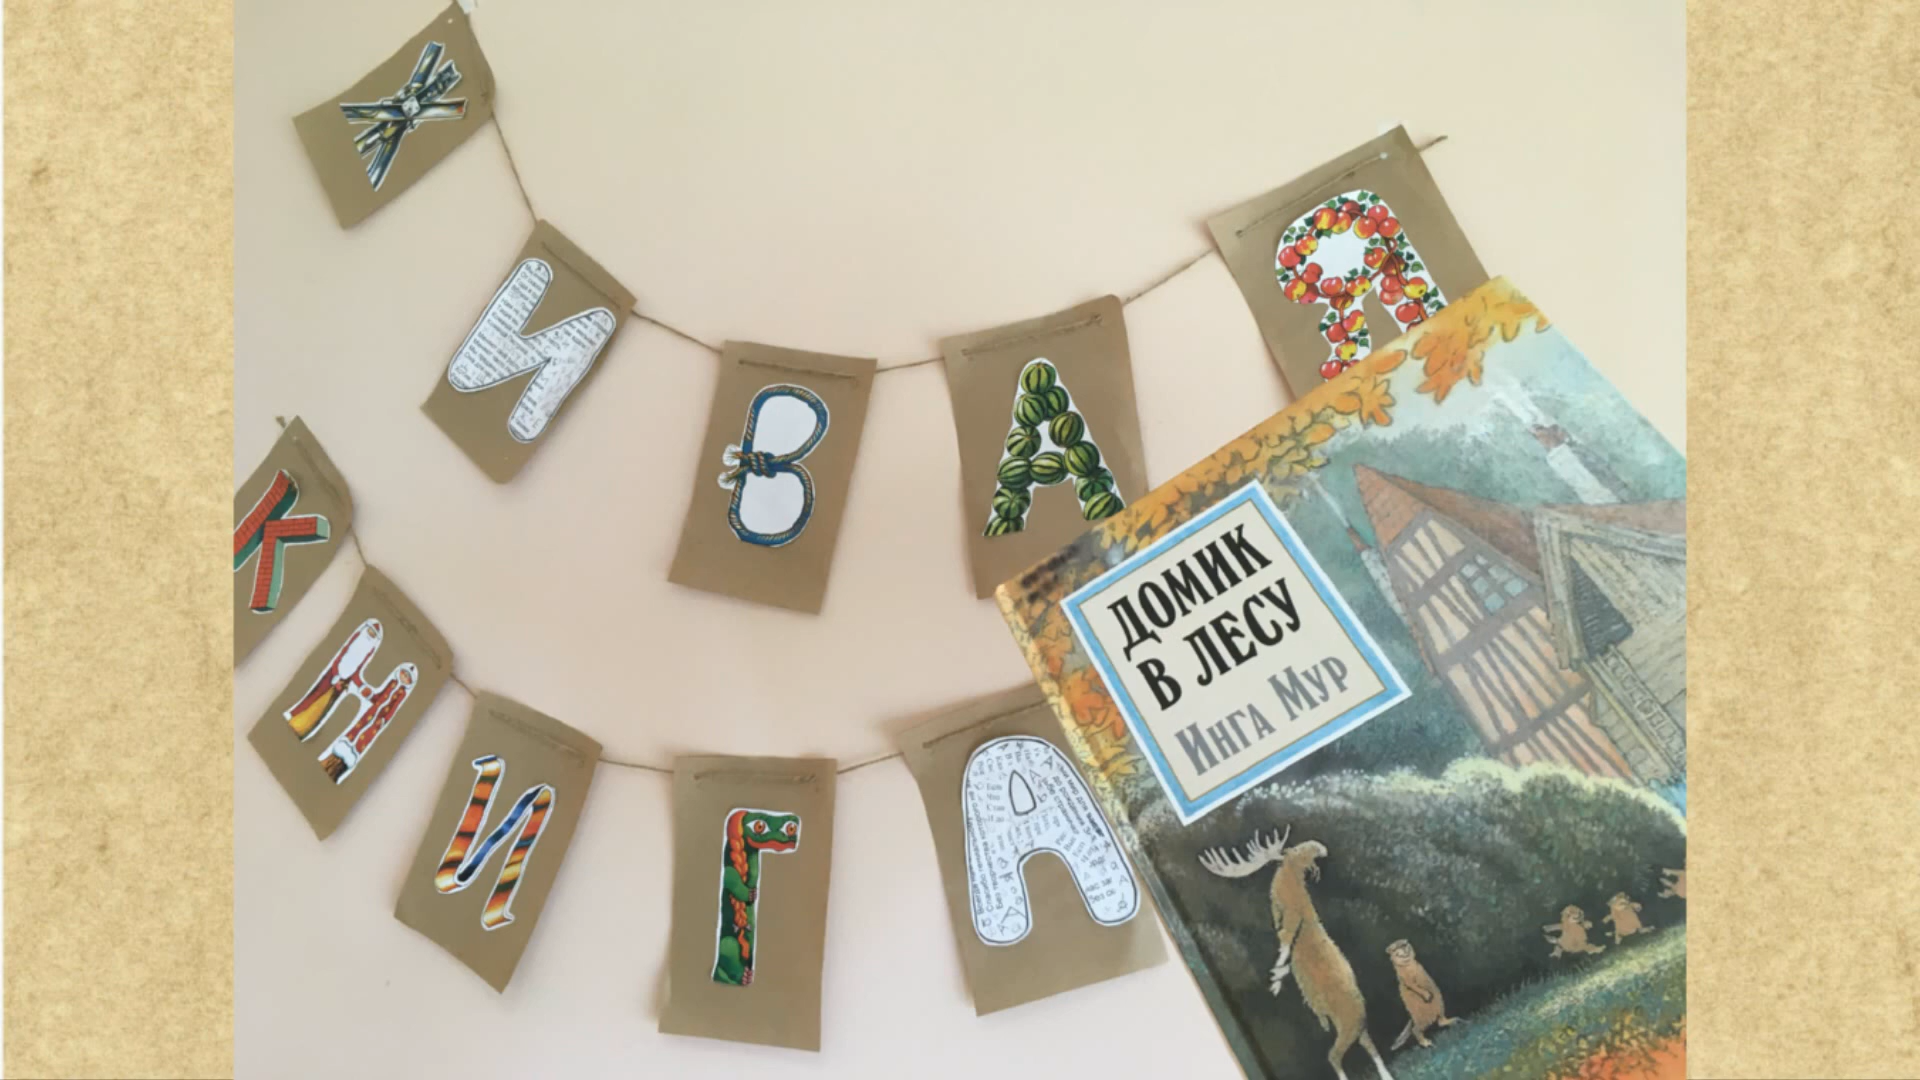 ЖИВАЯ
КНИГА
ДОМИК
В ЛЕСУ
Инга Мур